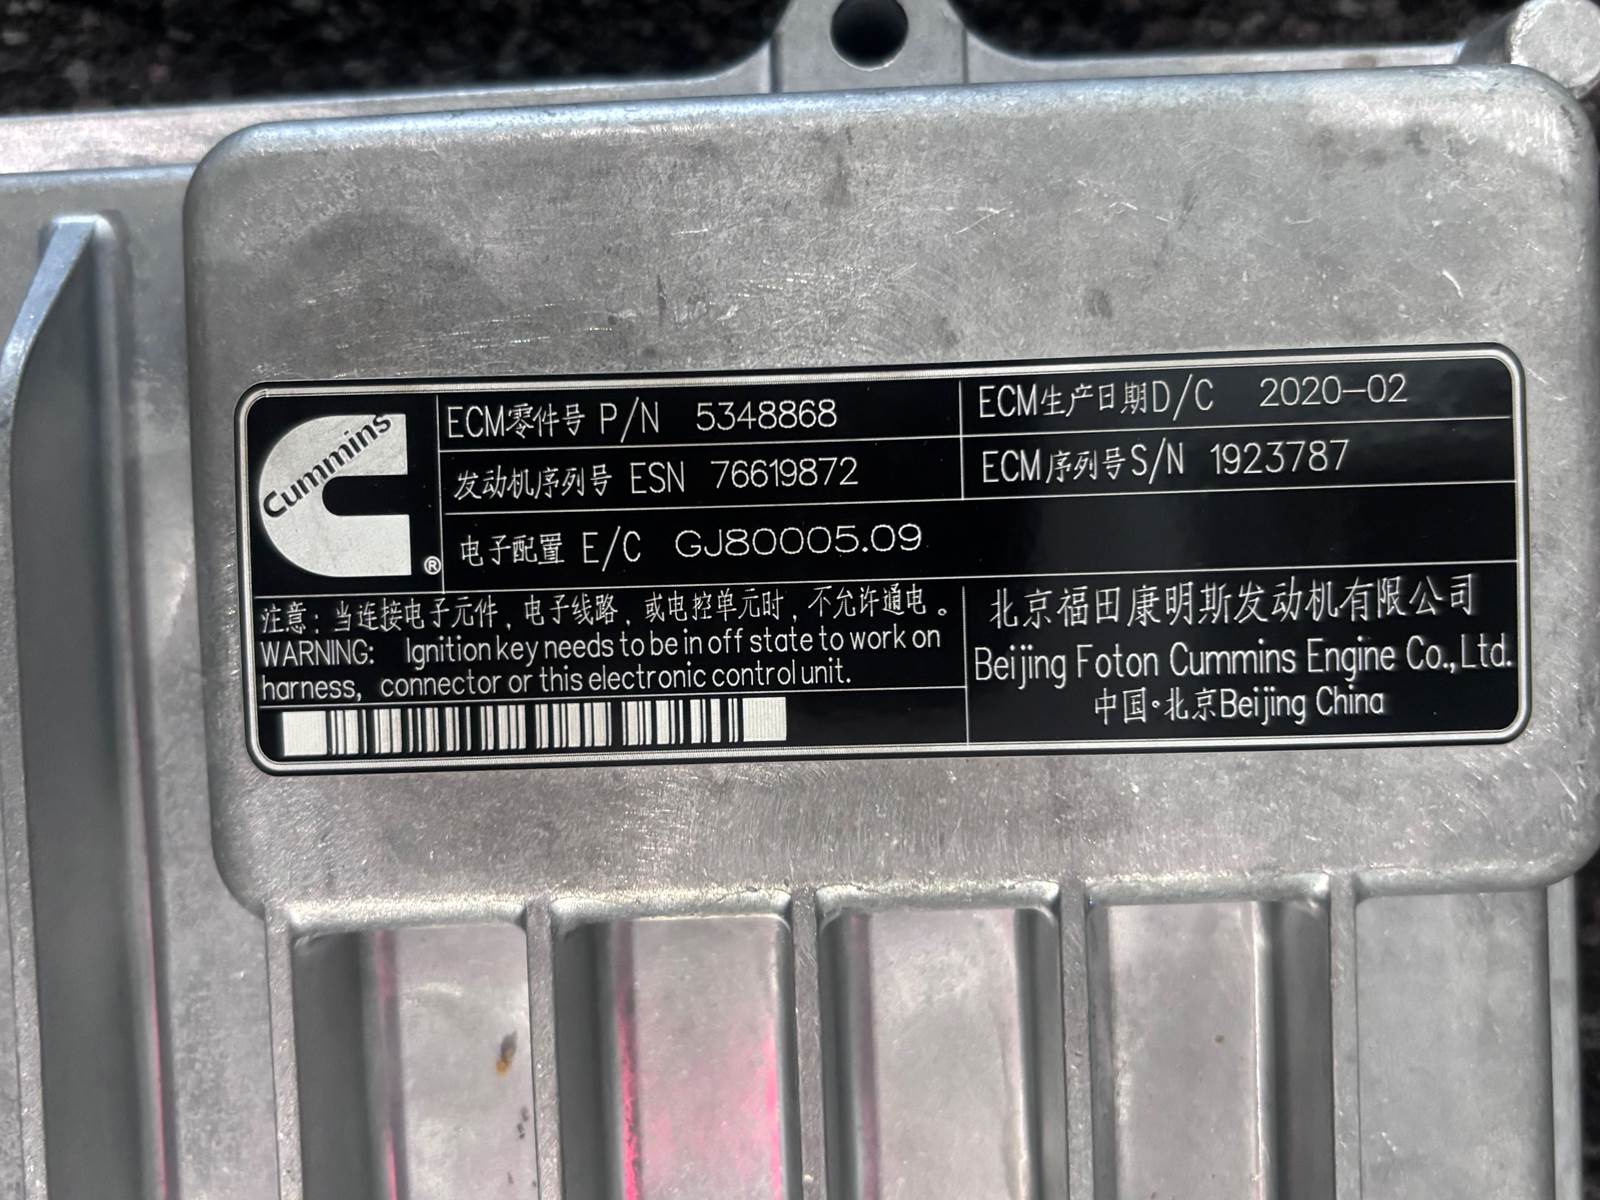 Cummins
®
ECM零件号 P/N 5348868
ECM生产日期D/C 2020-02
发动机序列号 ESN 76619872
ECM序列号S/N 1923787
电子配置 E/C GJ80005.09
注意：当连接电子元件，电子线路，或电控单元时，不允许通电。
WARNING: Ignition key needs to be in off state to work on
harness, connector or this electronic control unit.
北京福田康明斯发动机有限公司
Beijing Foton Cummins Engine Co.,Ltd.
中国•北京Beijing China